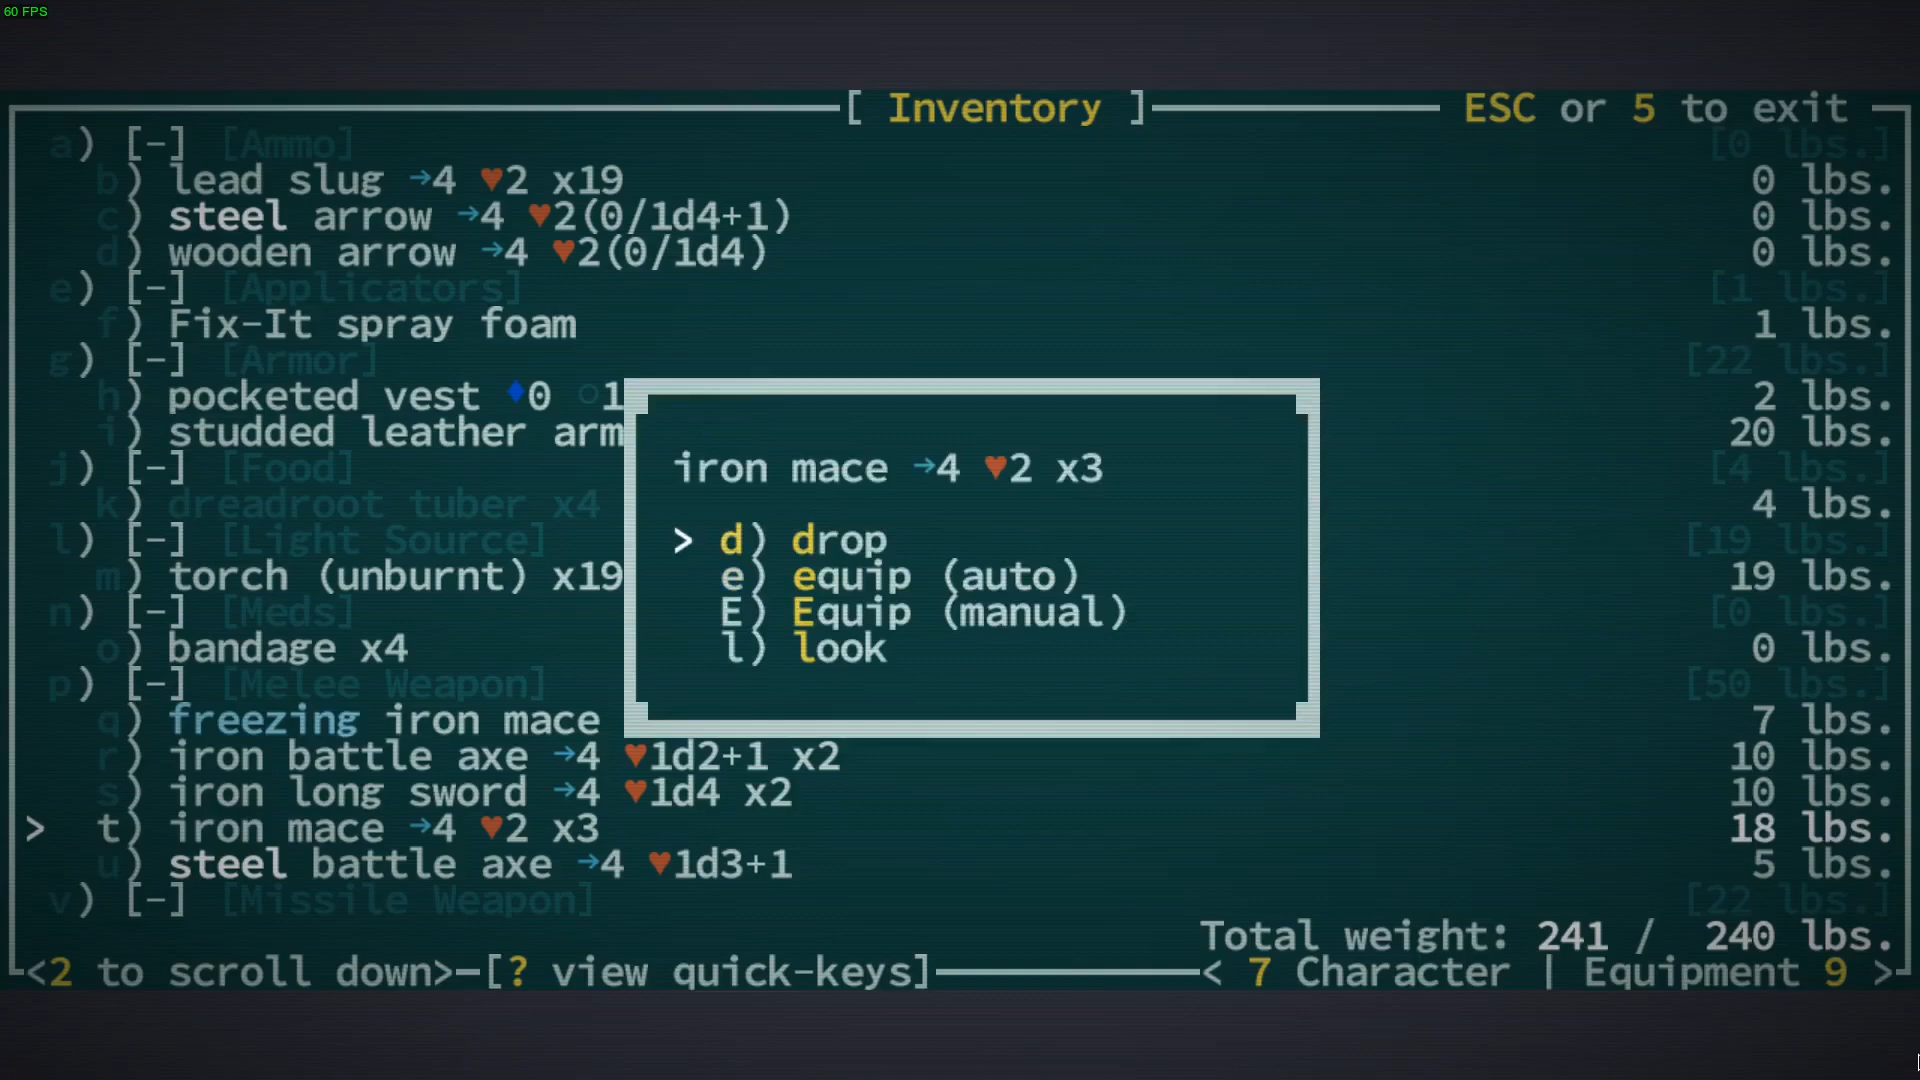 60 FPS
[ Inventory ] ESC or 5 to exit
a) [-] [Ammo] [0 lbs.]
b) lead slug →4 ♥2 x19 0 lbs.
c) steel arrow →4 ♥2(0/1d4+1) 0 lbs.
d) wooden arrow →4 ♥2(0/1d4) 0 lbs.
e) [-] [Applicators] [1 lbs.]
f) Fix-It spray foam 1 lbs.
g) [-] [Armor] [22 lbs.]
h) pocketed vest ♦0 ○1 2 lbs.
i) studded leather arm 20 lbs.
j) [-] [Food] [4 lbs.]
k) dreadroot tuber x4 4 lbs.
l) [-] [Light Source] [19 lbs.]
m) torch (unburnt) x19 19 lbs.
n) [-] [Meds] [0 lbs.]
o) bandage x4 0 lbs.
p) [-] [Melee Weapon] [50 lbs.]
q) freezing iron mace 7 lbs.
r) iron battle axe →4 ♥1d2+1 x2 10 lbs.
s) iron long sword →4 ♥1d4 x2 10 lbs.
> t) iron mace →4 ♥2 x3 18 lbs.
u) steel battle axe →4 ♥1d3+1 5 lbs.
v) [-] [Missile Weapon] [22 lbs.]
iron mace →4 ♥2 x3
> d) drop
e) equip (auto)
E) Equip (manual)
l) look
Total weight: 241 / 240 lbs.
<2 to scroll down> [? view quick-keys] < 7 Character | Equipment 9 >